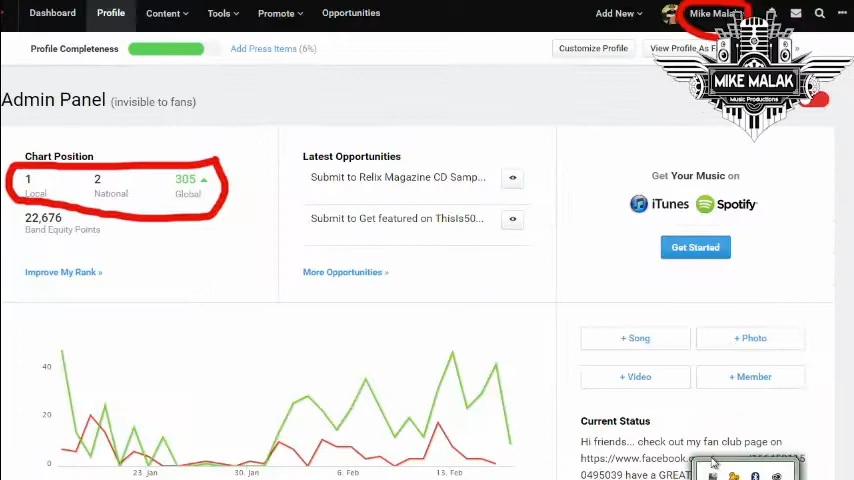 Dashboard Profile Content Tools Promote Opportunities Add New Mike Malak
Profile Completeness Add Press Items (6%) Customize Profile View Profile As »
MIKE MALAK
Music Productions
Admin Panel (invisible to fans)
Chart Position
1 2 305
Local National Global
22,676
Band Equity Points
Improve My Rank »
Latest Opportunities
Submit to Relix Magazine CD Samp...
Submit to Get featured on ThisIs50...
More Opportunities »
Get Your Music on
iTunes Spotify
Get Started
40
20
0
23. Jan 30. Jan 6. Feb 13. Feb
+ Song + Photo
+ Video + Member
Current Status
Hi friends... check out my fan club page on
https://www.facebook.
0495039 have a GREAT